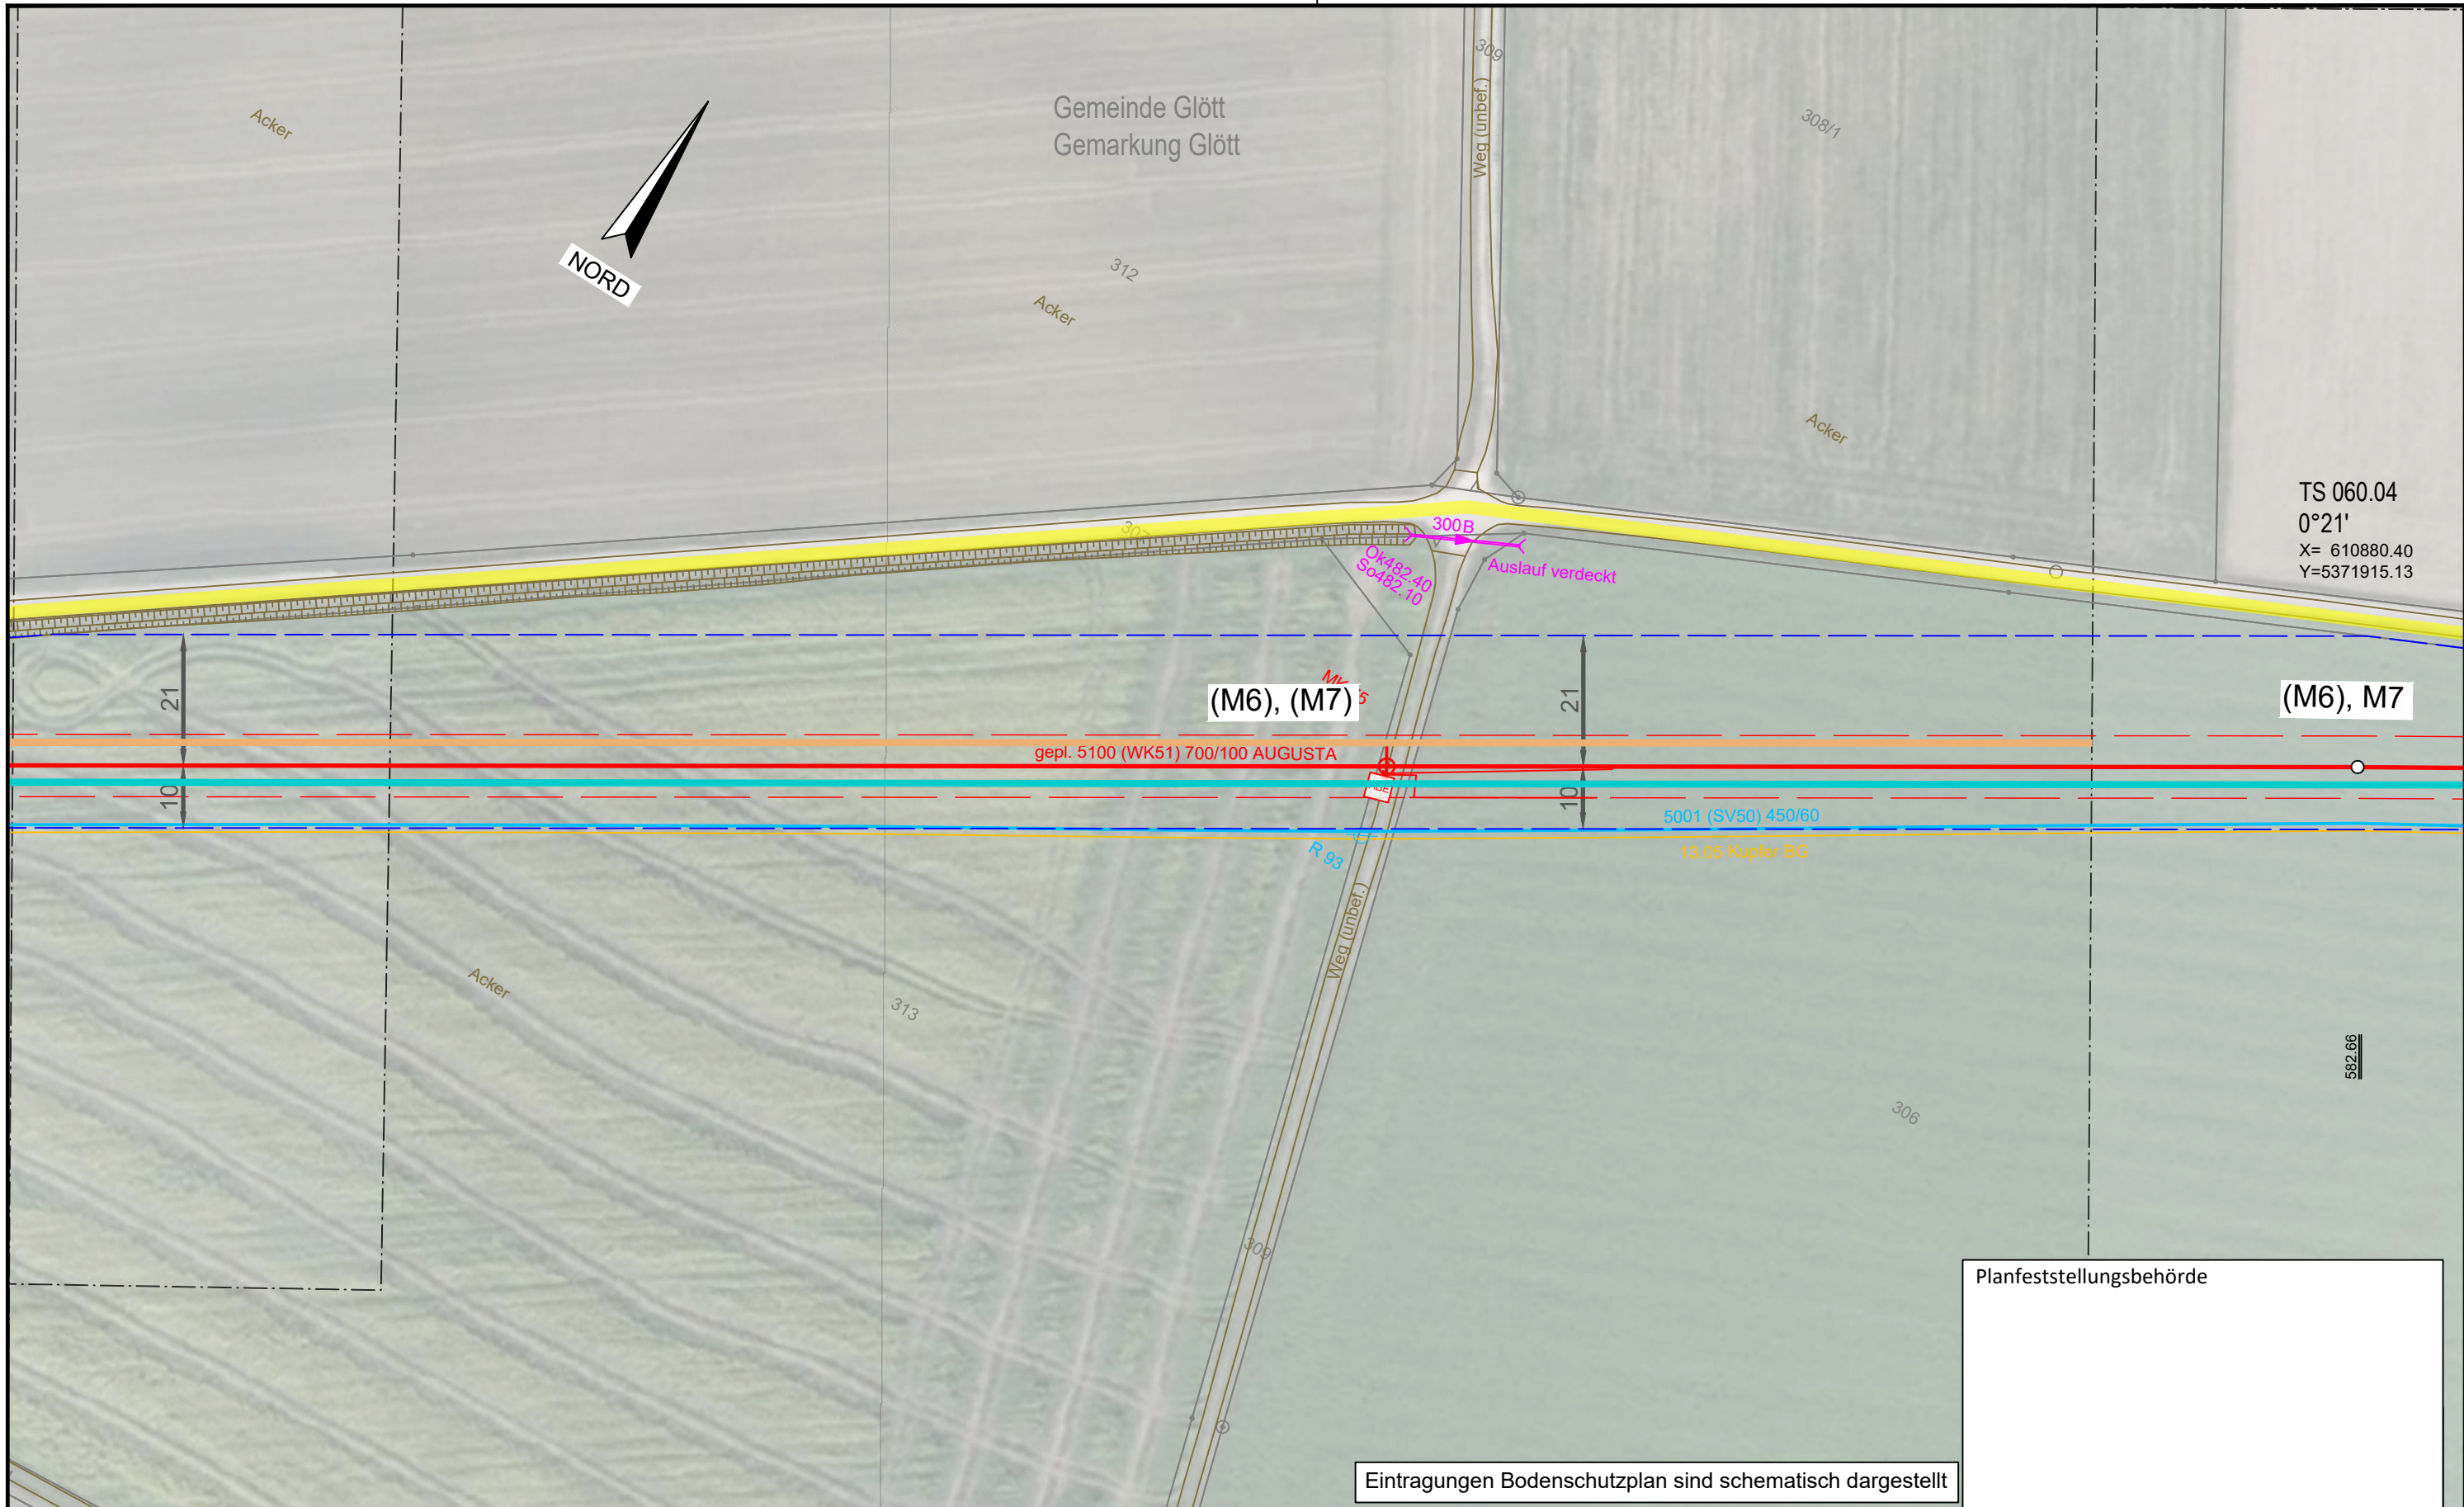 309
Acker
Gemeinde Glött
Gemarkung Glött
Weg (unbef.)
308/1
NORD
312
Acker
Acker
TS 060.04
0°21'
X= 610880.40
Y=5371915.13
307
300B
Ok482.40
So482.10
Auslauf verdeckt
21
21
(M6), (M7)
(M6), M7
gepl. 5100 (WK51) 700/100 AUGUSTA
10
10
5001 (SV50) 450/60
R 93
13.05 Kupfer BG
Weg (unbef.)
Acker
313
582.66
306
309
Planfeststellungsbehörde
Eintragungen Bodenschutzplan sind schematisch dargestellt